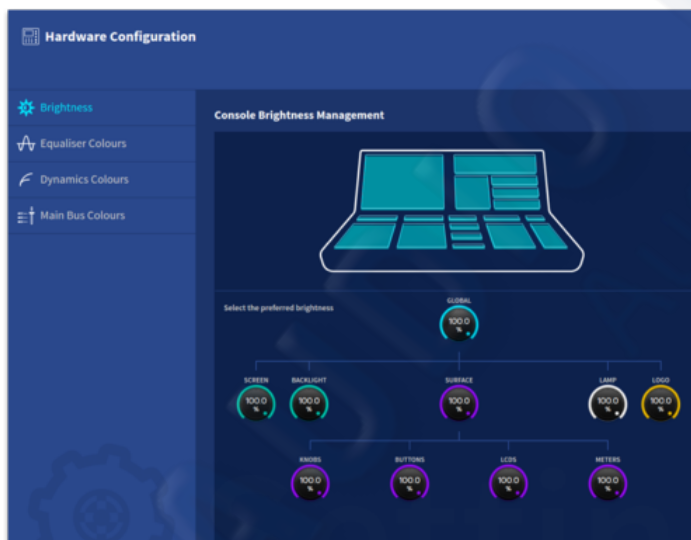 Hardware Configuration
Brightness
Equaliser Colours
Dynamics Colours
Main Bus Colours
Console Brightness Management
Select the preferred brightness
GLOBAL
100.0
%
SCREEN BACKLIGHT SURFACE LAMP LOGO
100.0 100.0 100.0 100.0 100.0
% % % % %
KNOBS BUTTONS LCDS METERS
100.0 100.0 100.0 100.0
% % % %